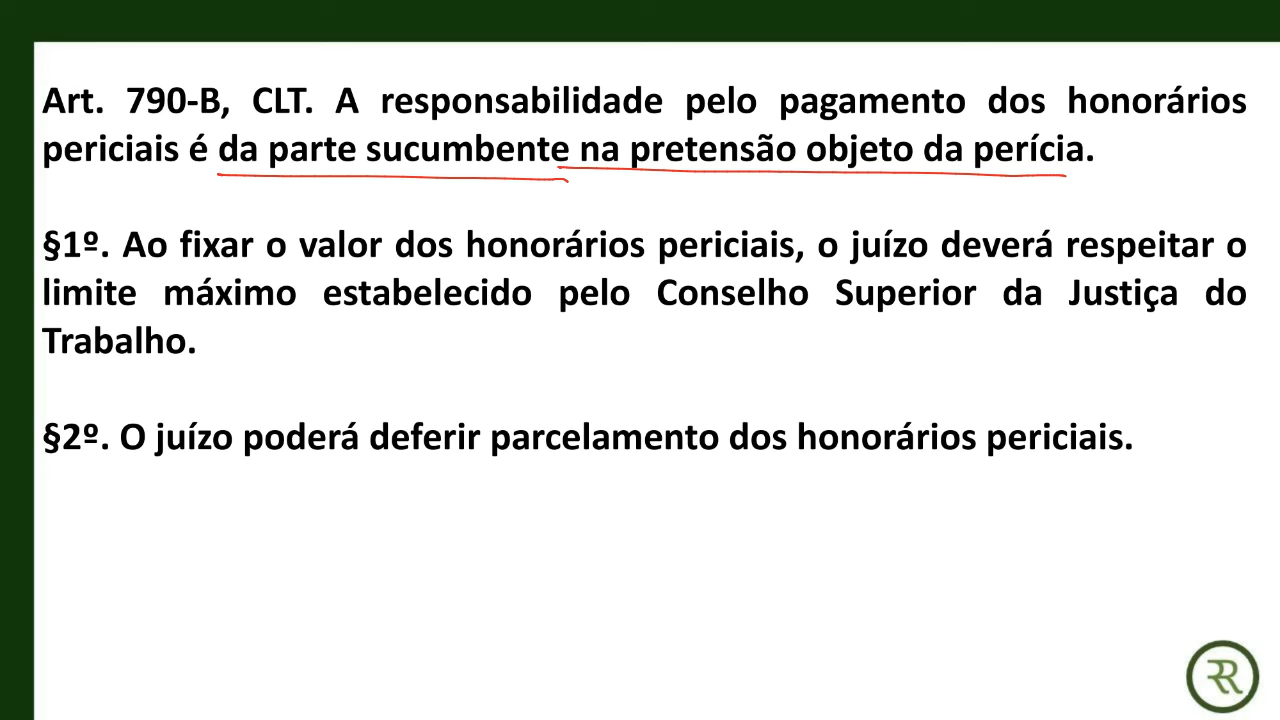 Art. 790-B, CLT. A responsabilidade pelo pagamento dos honorários
periciais é da parte sucumbente na pretensão objeto da perícia.
§1º. Ao fixar o valor dos honorários periciais, o juízo deverá respeitar o
limite máximo estabelecido pelo Conselho Superior da Justiça do
Trabalho.
§2º. O juízo poderá deferir parcelamento dos honorários periciais.